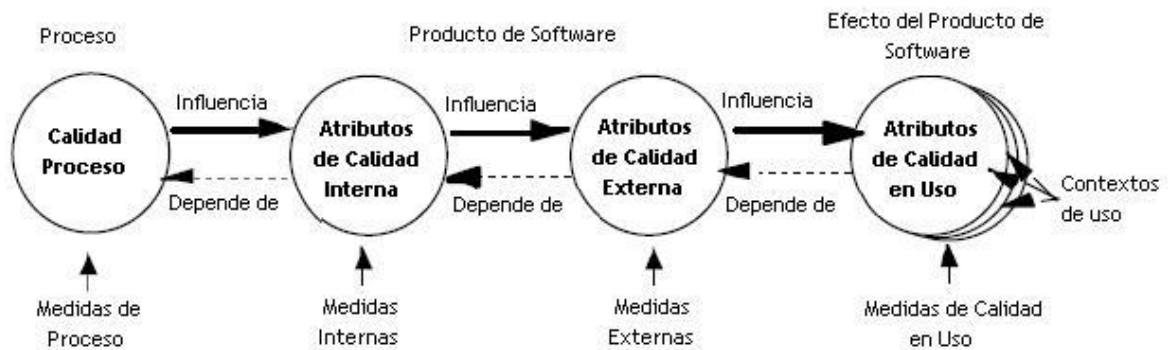 Proceso
Producto de Software
Efecto del Producto de
Software
Calidad
Proceso
Influencia
Depende de
Atributos
de Calidad
Interna
Influencia
Depende de
Atributos
de Calidad
Externa
Influencia
Depende de
Atributos
de Calidad
en Uso
Contextos
de uso
Medidas de
Proceso
Medidas
Internas
Medidas
Externas
Medidas de Calidad
en Uso